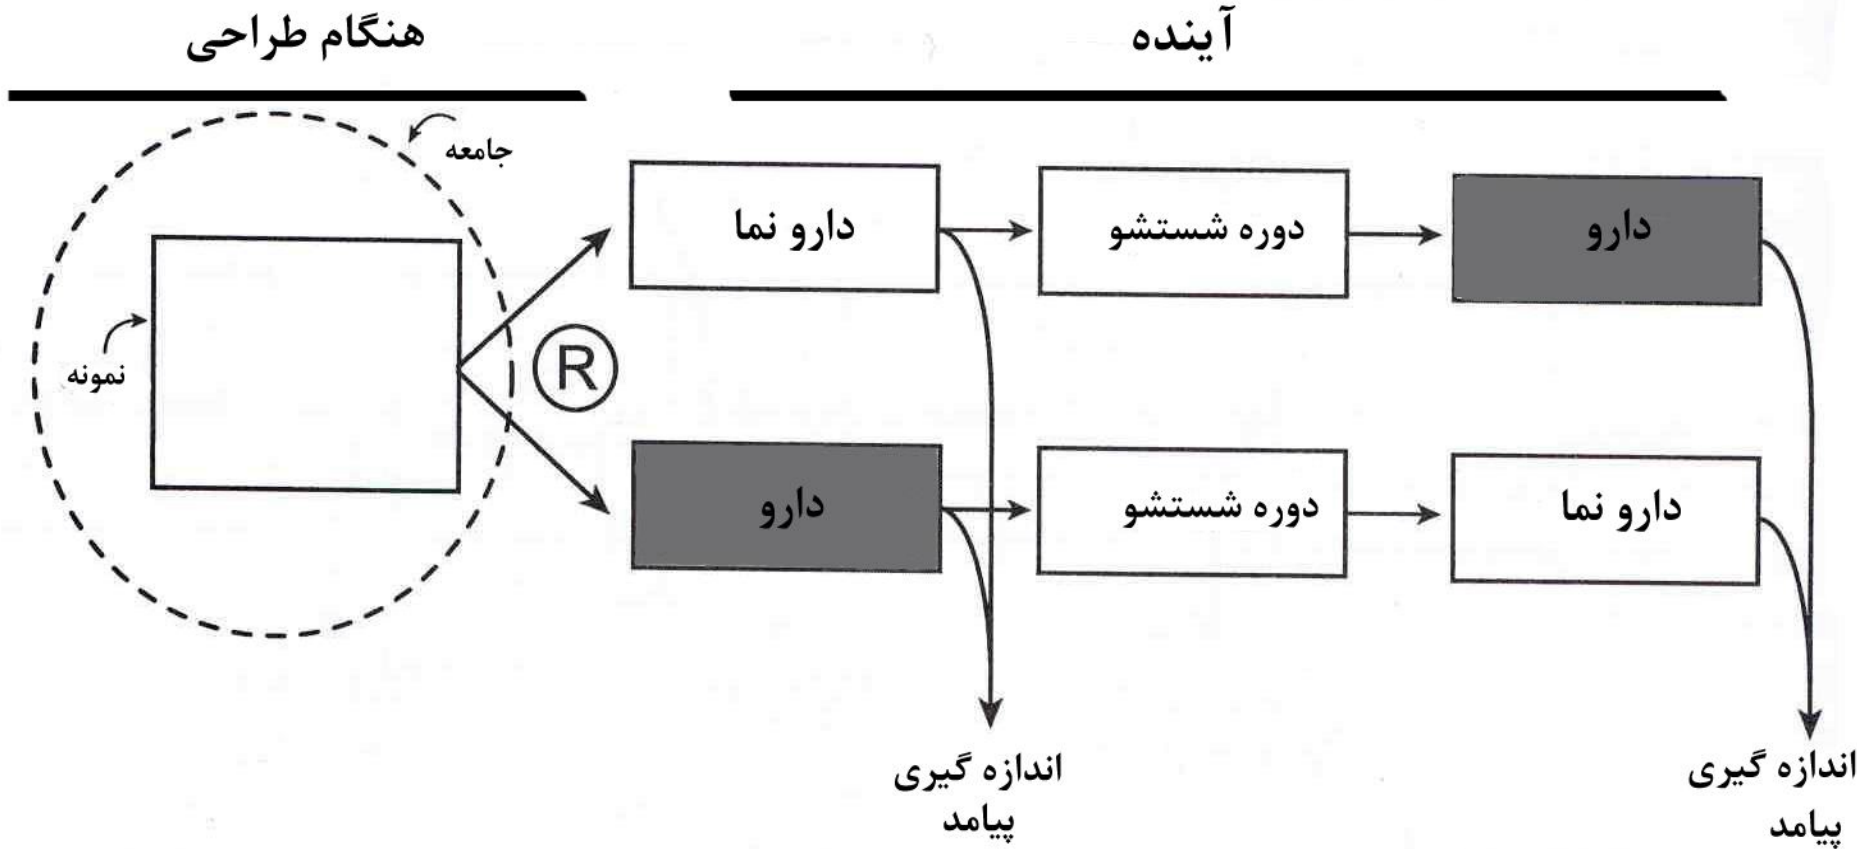 هنگام طراحی
آینده
جامعه
نمونه
R
دارو نما
دوره شستشو
دارو
دارو
دوره شستشو
دارو نما
اندازه گیری
پیامد
اندازه گیری
پیامد